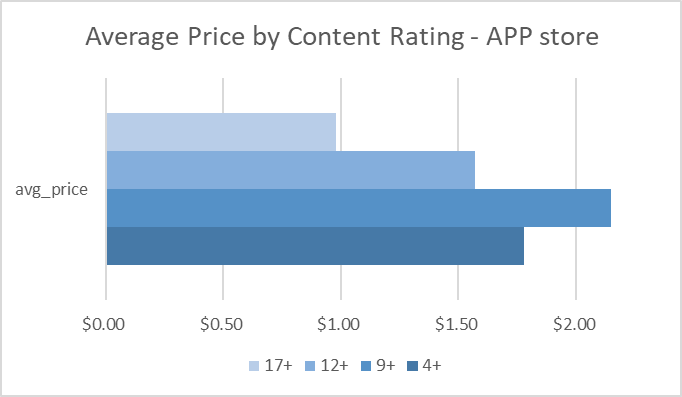 Average Price by Content Rating - APP store
avg_price
$0.00 $0.50 $1.00 $1.50 $2.00
17+ 12+ 9+ 4+